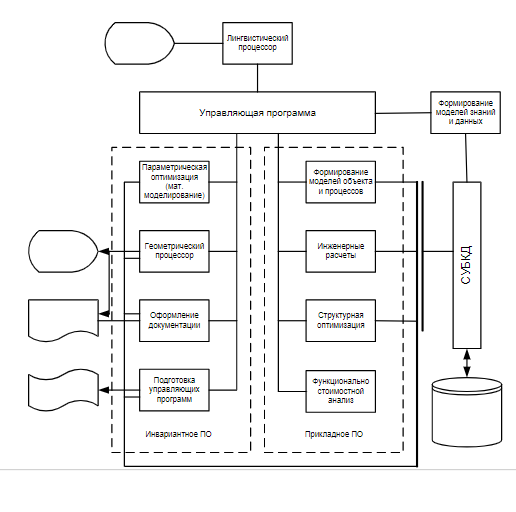 Лингвистический
процессор
Управляющая программа
Формирование
моделей знаний
и данных
Параметрическая
оптимизация
(мат.
моделирование)
Формирование
моделей объекта
и процессов
Геометрический
процессор
Инженерные
расчеты
СУБКД
Оформление
документации
Структурная
оптимизация
Подготовка
управляющих
программ
Функционально
стоимостной
анализ
Инвариантное ПО
Прикладное ПО